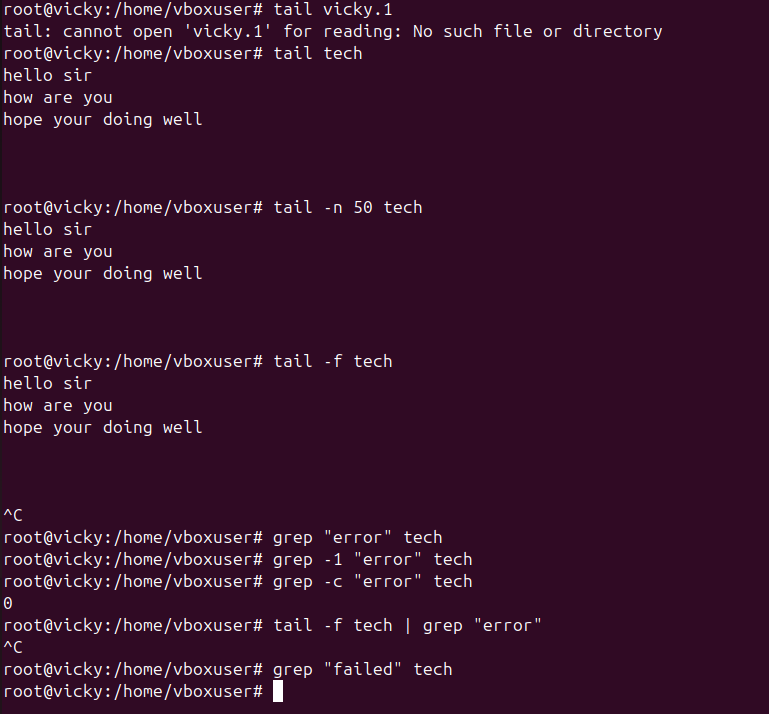 root@vicky:/home/vboxuser# tail vicky.1
tail: cannot open 'vicky.1' for reading: No such file or directory
root@vicky:/home/vboxuser# tail tech
hello sir
how are you
hope your doing well
root@vicky:/home/vboxuser# tail -n 50 tech
hello sir
how are you
hope your doing well
root@vicky:/home/vboxuser# tail -f tech
hello sir
how are you
hope your doing well
^C
root@vicky:/home/vboxuser# grep "error" tech
root@vicky:/home/vboxuser# grep -1 "error" tech
root@vicky:/home/vboxuser# grep -c "error" tech
0
root@vicky:/home/vboxuser# tail -f tech | grep "error"
^C
root@vicky:/home/vboxuser# grep "failed" tech
root@vicky:/home/vboxuser#